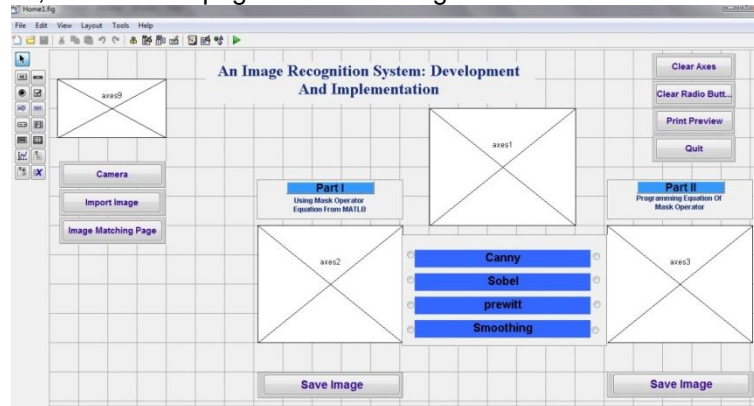 page
Home1.fig
File Edit View Layout Tools Help
An Image Recognition System: Development
And Implementation
axes9
axes1
Clear Axes
Clear Radio Butt...
Print Preview
Quit
Camera
Import Image
Image Matching Page
Part I
Using Mask Operator
Equation From MATLB
Part II
Programming Equation Of
Mask Operator
axes2
Canny
Sobel
prewitt
Smoothing
axes3
Save Image
Save Image